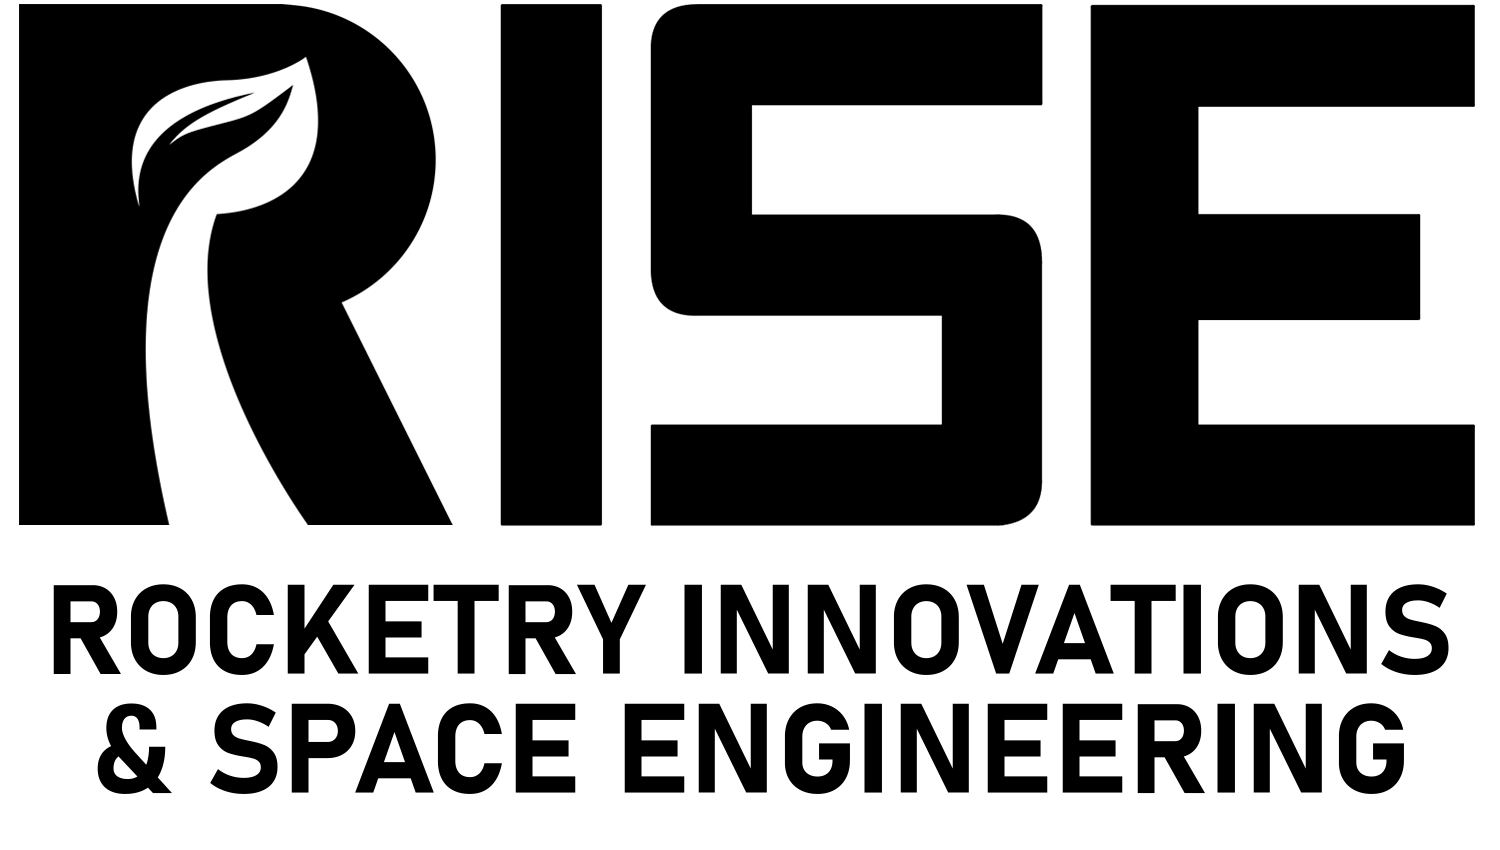 RISE
ROCKETRY INNOVATIONS
& SPACE ENGINEERING